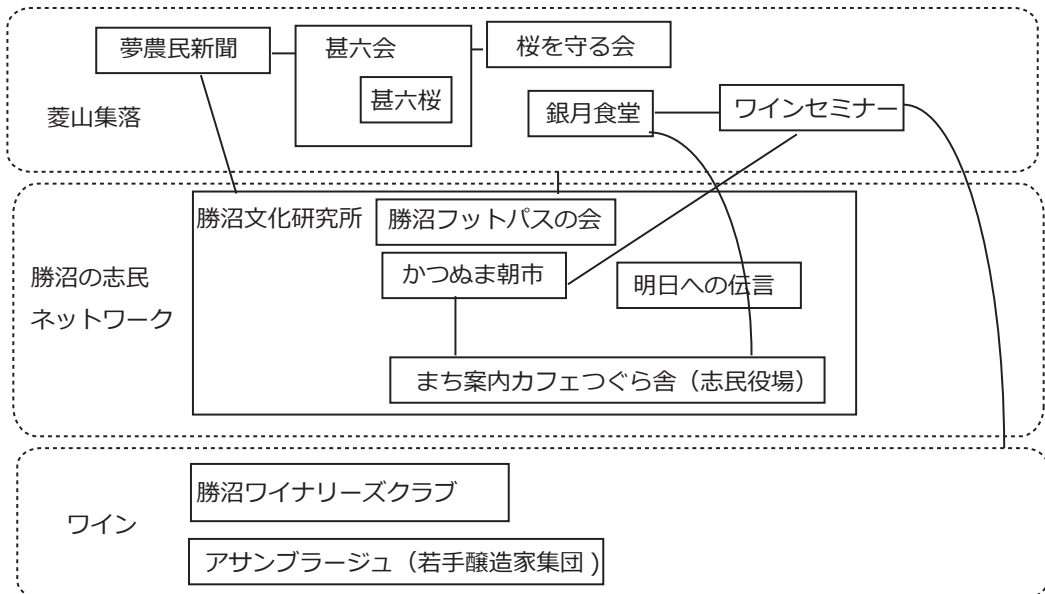 夢農民新聞
甚六会
桜を守る会
甚六桜
菱山集落
銀月食堂
ワインセミナー
勝沼文化研究所
勝沼フットパスの会
かつぬま朝市
明日への伝言
勝沼の志民
ネットワーク
まち案内カフェつぐら舎（志民役場）
勝沼ワイナリーズクラブ
ワイン
アサンブラージュ（若手醸造家集団 )